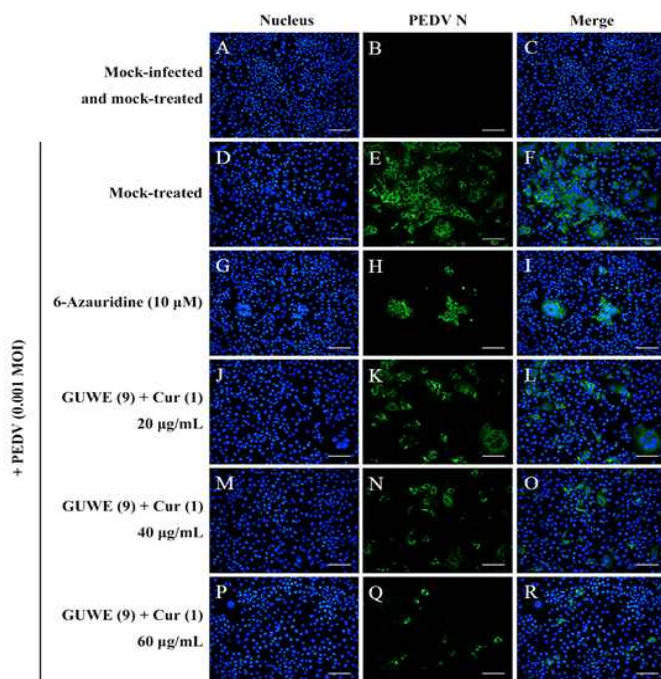 Nucleus PEDV N Merge
A B C
Mock-infected
and mock-treated
D E F
Mock-treated
G H I
6-Azauridine (10 μM)
J K L
GUWE (9) + Cur (1)
20 μg/mL
M N O
GUWE (9) + Cur (1)
40 μg/mL
P Q R
GUWE (9) + Cur (1)
60 μg/mL
+ PEDV (0.001 MOI)